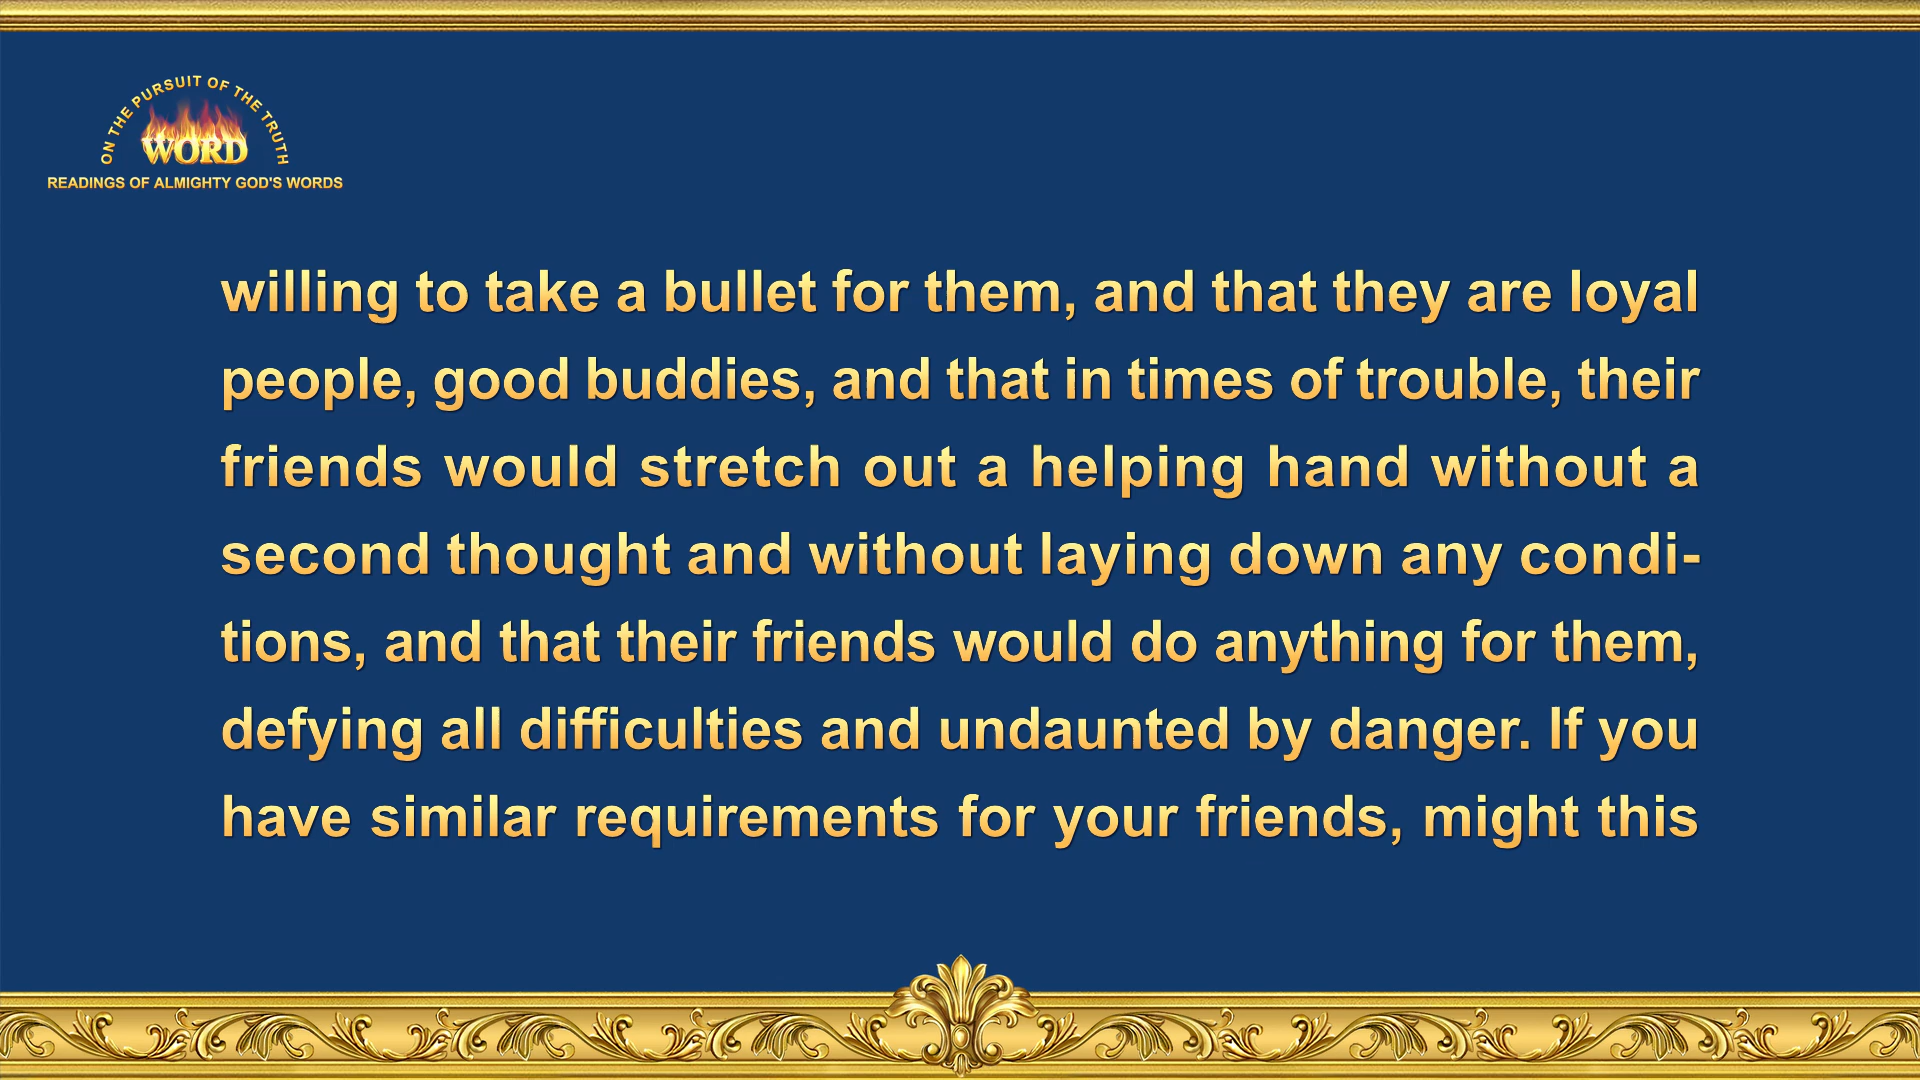 ON THE PURSUIT OF THE TRUTH
WORD
READINGS OF ALMIGHTY GOD'S WORDS
willing to take a bullet for them, and that they are loyal
people, good buddies, and that in times of trouble, their
friends would stretch out a helping hand without a
second thought and without laying down any condi-
tions, and that their friends would do anything for them,
defying all difficulties and undaunted by danger. If you
have similar requirements for your friends, might this